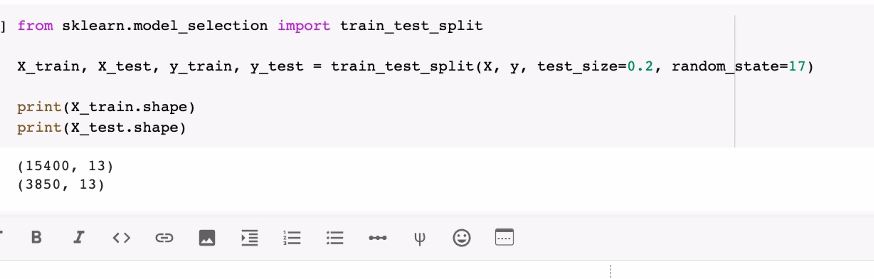 ] from sklearn.model_selection import train_test_split
X_train, X_test, y_train, y_test = train_test_split(X, y, test_size=0.2, random_state=17)
print(X_train.shape)
print(X_test.shape)
(15400, 13)
(3850, 13)
B I <> ψ